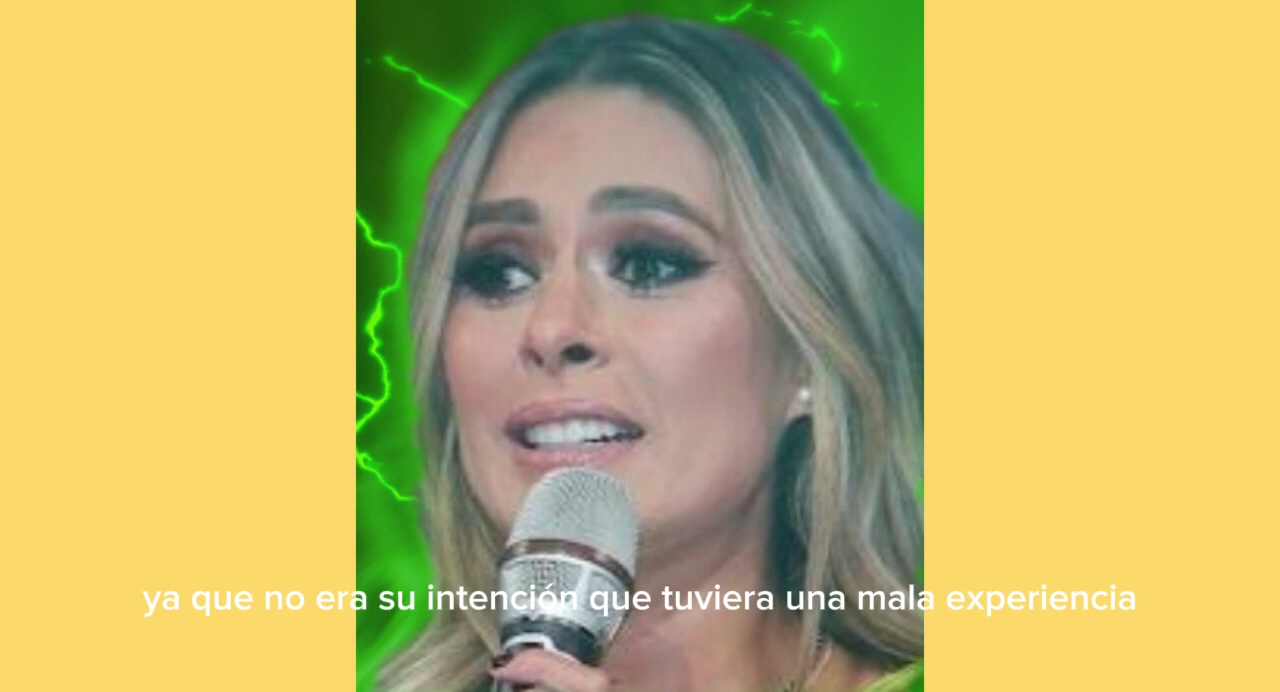 ya que no era su intención que tuviera una mala experiencia